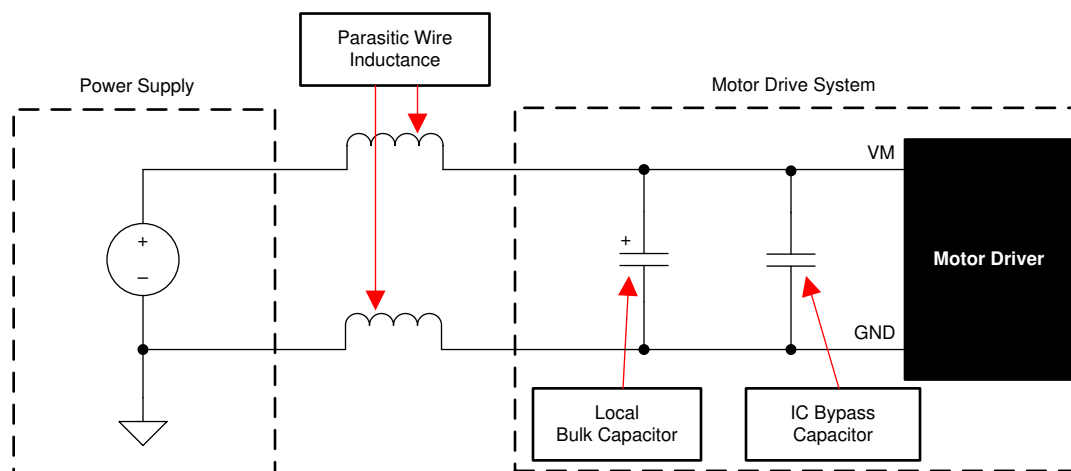 Parasitic Wire
Inductance
Power Supply
Motor Drive System
VM
+
+
–
Motor Driver
GND
Local
Bulk Capacitor
IC Bypass
Capacitor